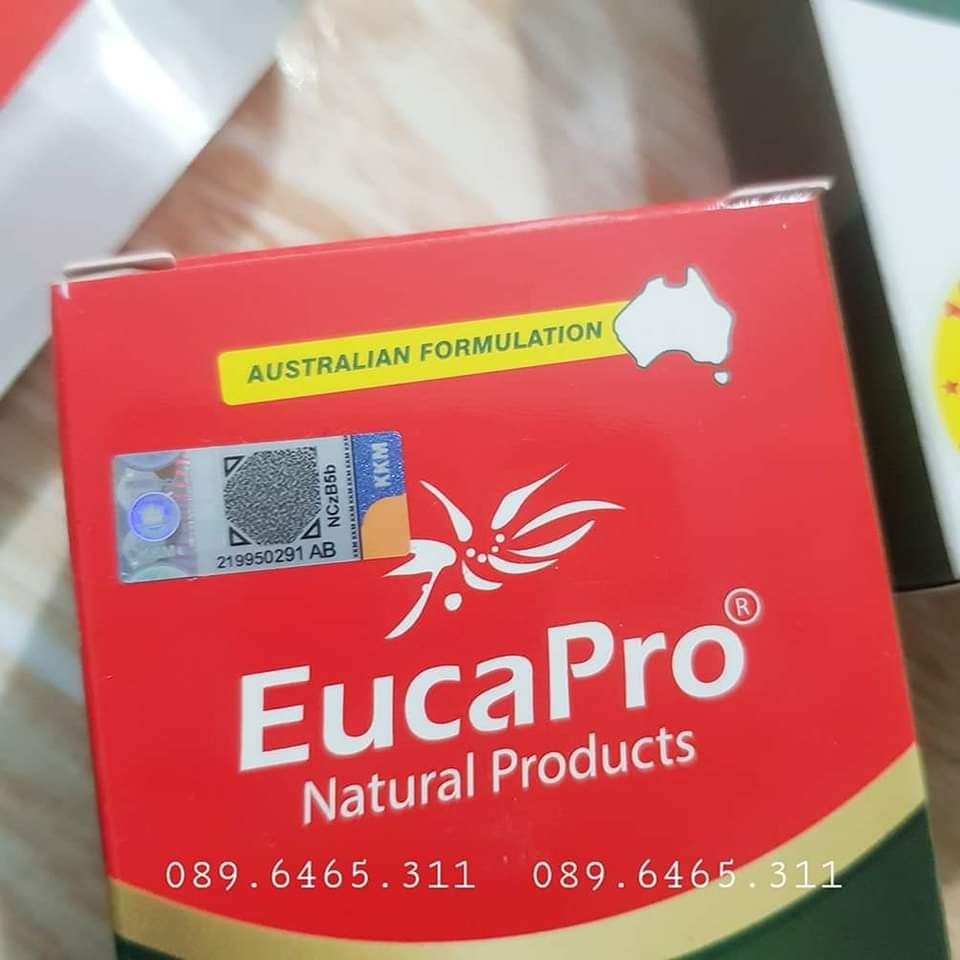 AUSTRALIAN FORMULATION
KKM
NCzB5b
219950291 AB
EucaPro®
Natural Products
089.6465.311 089.6465.311